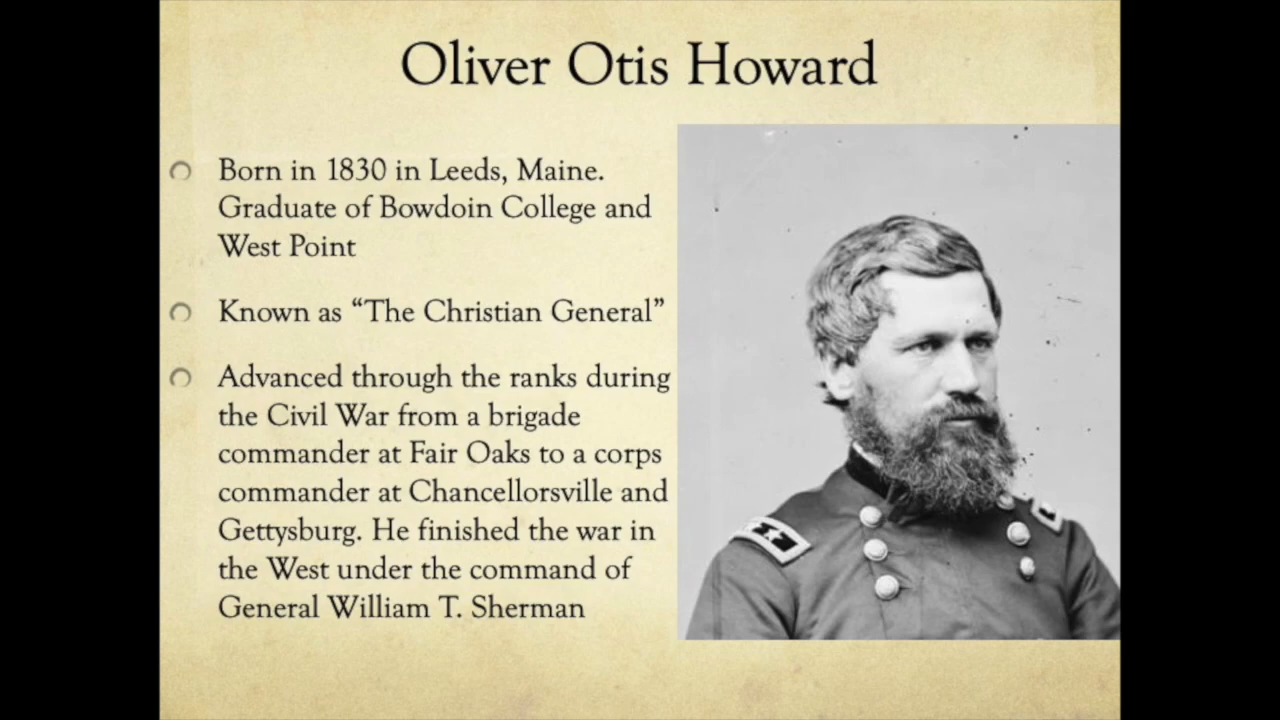 Oliver Otis Howard
Born in 1830 in Leeds, Maine.
Graduate of Bowdoin College and
West Point
Known as “The Christian General”
Advanced through the ranks during
the Civil War from a brigade
commander at Fair Oaks to a corps
commander at Chancellorsville and
Gettysburg. He finished the war in
the West under the command of
General William T. Sherman